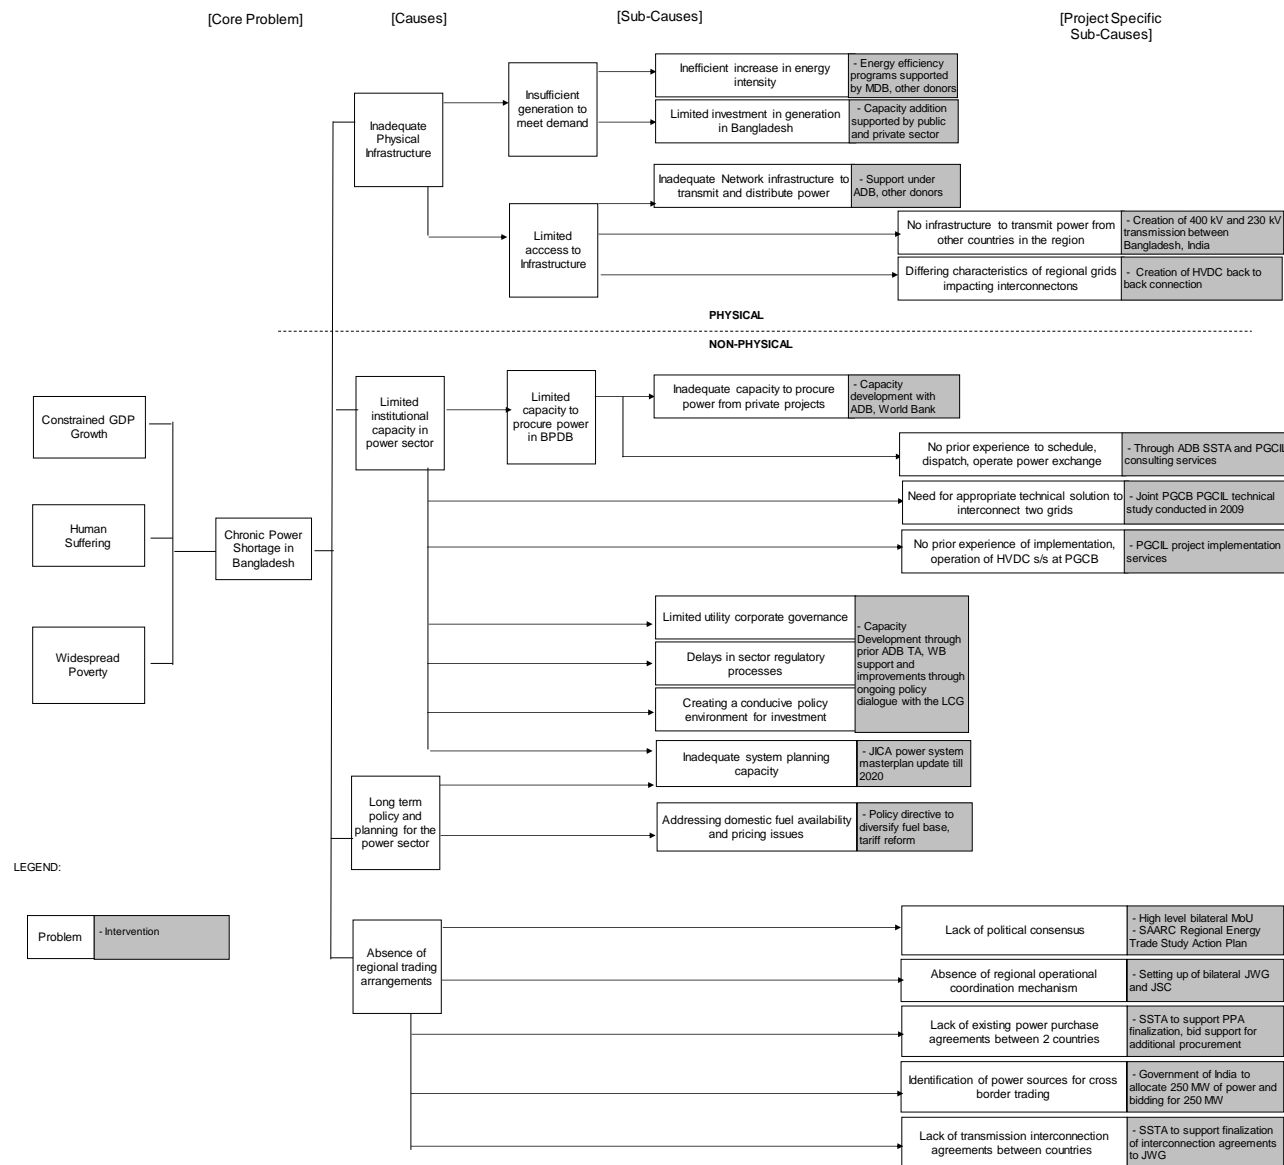 [Core Problem]
[Causes]
[Sub-Causes]
[Project Specific
Sub-Causes]
Inadequate
Physical
Infrastructure
Insufficient
generation to
meet demand
Inefficient increase in energy
intensity
- Energy efficiency
programs supported
by MDB, other donors
Limited investment in generation
in Bangladesh
- Capacity addition
supported by public
and private sector
Limited
acccess to
Infrastructure
Inadequate Network infrastructure to
transmit and distribute power
- Support under
ADB, other donors
No infrastructure to transmit power from
other countries in the region
- Creation of 400 kV and 230 kV
transmission between
Bangladesh, India
Differing characteristics of regional grids
impacting interconnectons
- Creation of HVDC back to
back connection
PHYSICAL
NON-PHYSICAL
Constrained GDP
Growth
Human
Suffering
Widespread
Poverty
Chronic Power
Shortage in
Bangladesh
Limited
institutional
capacity in
power sector
Limited
capacity to
procure power
in BPDB
Inadequate capacity to procure
power from private projects
- Capacity
development with
ADB, World Bank
No prior experience to schedule,
dispatch, operate power exchange
- Through ADB SSTA and PGCIL
consulting services
Need for appropriate technical solution to
interconnect two grids
- Joint PGCB PGCIL technical
study conducted in 2009
No prior experience of implementation,
operation of HVDC s/s at PGCB
- PGCIL project implementation
services
Limited utility corporate governance
Delays in sector regulatory
processes
Creating a conducive policy
environment for investment
- Capacity
Development through
prior ADB TA, WB
support and
improvements through
ongoing policy
dialogue with the LCG
Inadequate system planning
capacity
- JICA power system
masterplan update till
2020
Long term
policy and
planning for the
power sector
Addressing domestic fuel availability
and pricing issues
- Policy directive to
diversify fuel base,
tariff reform
LEGEND:
Problem
- Intervention
Absence of
regional trading
arrangements
Lack of political consensus
- High level bilateral MoU
- SAARC Regional Energy
Trade Study Action Plan
Absence of regional operational
coordination mechanism
- Setting up of bilateral JWG
and JSC
Lack of existing power purchase
agreements between 2 countries
- SSTA to support PPA
finalization, bid support for
additional procurement
Identification of power sources for cross
border trading
- Government of India to
allocate 250 MW of power and
bidding for 250 MW
Lack of transmission interconnection
agreements between countries
- SSTA to support finalization
of interconnection agreements
to JWG